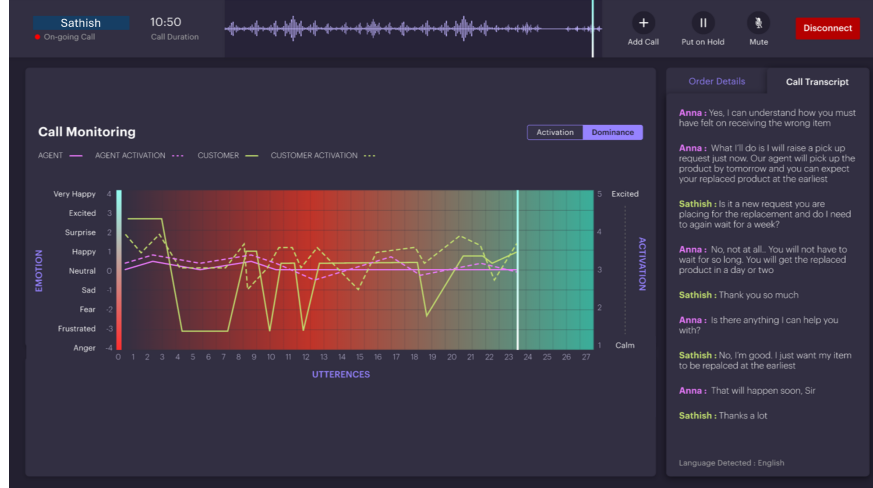 Sathish
On-going Call
10:50
Call Duration
Add Call
Put on Hold
Mute
Disconnect
Call Monitoring
Activation
Dominance
AGENT
AGENT ACTIVATION
CUSTOMER
CUSTOMER ACTIVATION
EMOTION
Very Happy 4
Excited 3
Surprise 2
Happy 1
Neutral 0
Sad -1
Fear -2
Frustrated -3
Anger -4
0 1 2 3 4 5 6 7 8 9 10 11 12 13 14 15 16 17 18 19 20 21 22 23 24 25 26 27
UTTERENCES
5 Excited
4
3
2
1 Calm
ACTIVATION
Order Details
Call Transcript
Anna : Yes, I can understand how you must
have felt on receiving the wrong item
Anna : What I'll do is I will raise a pick up
request just now. Our agent will pick up the
product by tomorrow and you can expect
your replaced product at the earliest
Sathish : Is it a new request you are
placing for the replacement and do I need
to again wait for a week?
Anna : No, not at all.. You will not have to
wait for so long. You will get the replaced
product in a day or two
Sathish : Thank you so much
Anna : Is there anything I can help you
with?
Sathish : No, I'm good. I just want my item
to be repalced at the earliest
Anna : That will happen soon, Sir
Sathish : Thanks a lot
Language Detected : English